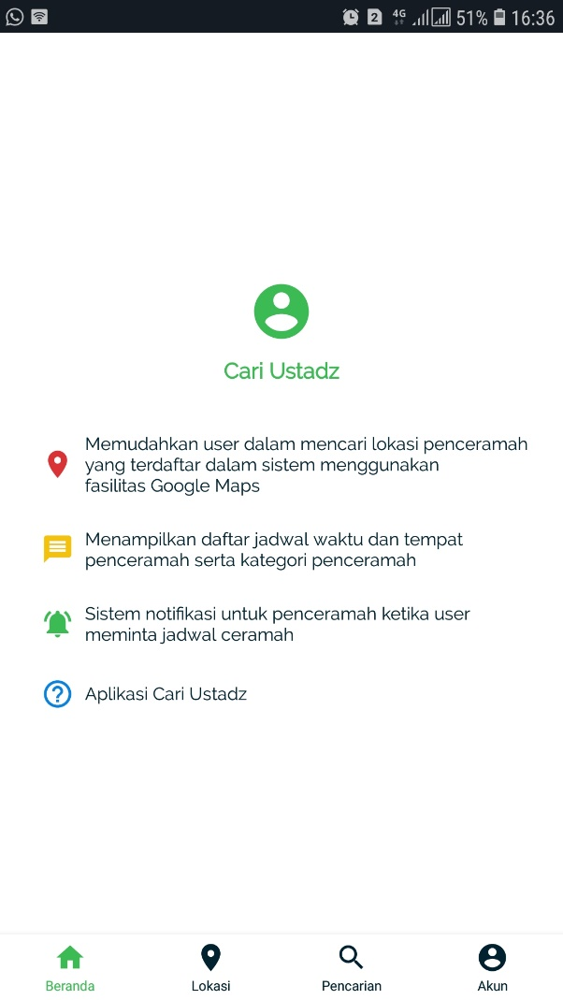 2 4G 51% 16:36
Cari Ustadz
Memudahkan user dalam mencari lokasi penceramah
yang terdaftar dalam sistem menggunakan
fasilitas Google Maps
Menampilkan daftar jadwal waktu dan tempat
penceramah serta kategori penceramah
Sistem notifikasi untuk penceramah ketika user
meminta jadwal ceramah
Aplikasi Cari Ustadz
Beranda Lokasi Pencarian Akun